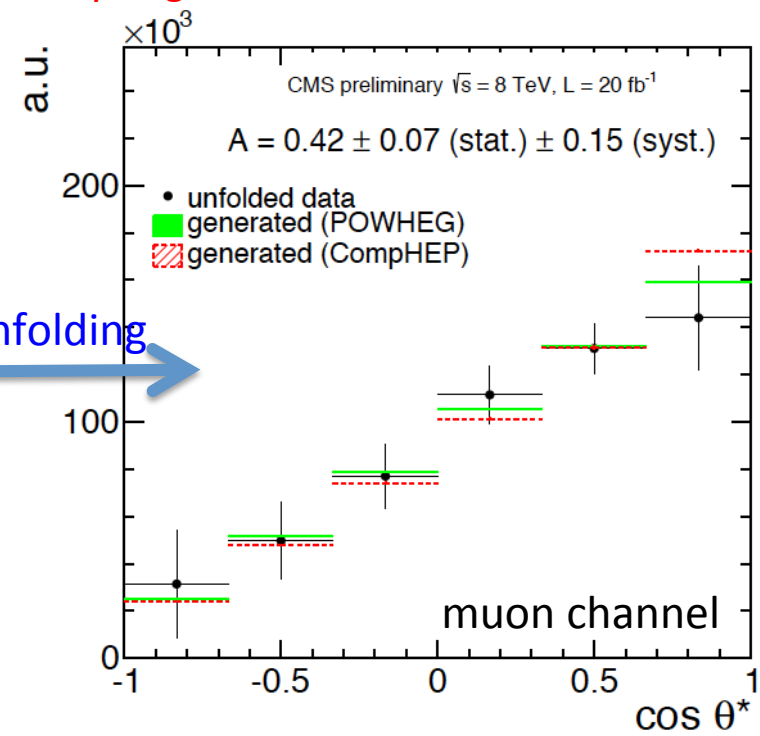 ×10³
a.u.
CMS preliminary √s = 8 TeV, L = 20 fb⁻¹
A = 0.42 ± 0.07 (stat.) ± 0.15 (syst.)
200
unfolded data
generated (POWHEG)
generated (CompHEP)
nfolding
100
muon channel
0
-1
-0.5
0
0.5
1
cos θ*